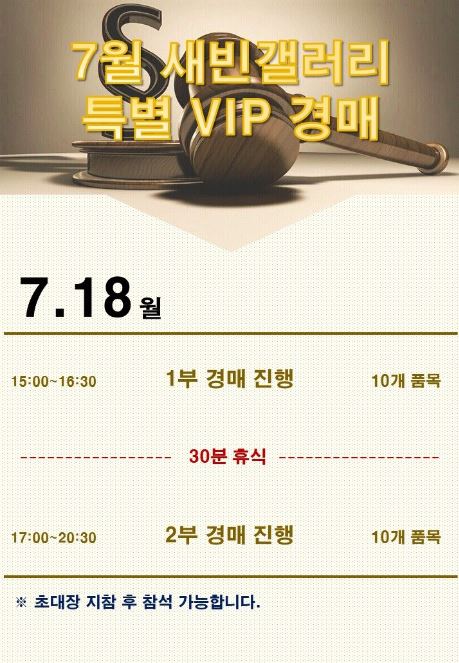 7월 새빈갤러리
특별 VIP 경매
7.18 월
15:00~16:30 1부 경매 진행 10개 품목
30분 휴식
17:00~20:30 2부 경매 진행 10개 품목
※ 초대장 지참 후 참석 가능합니다.